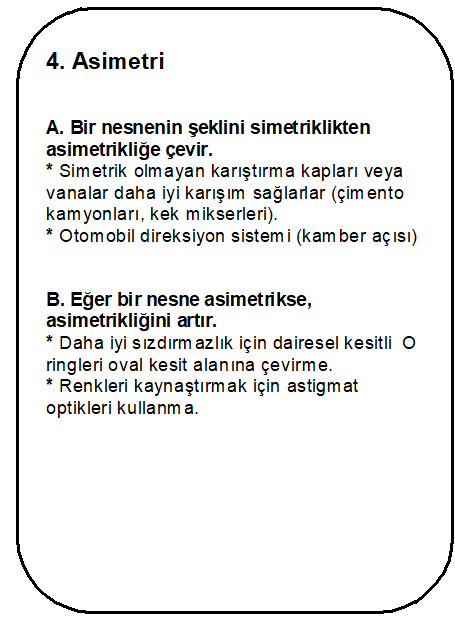 4. Asimetri
A. Bir nesnenin şeklini simetriklikten
asimetrikliğe çevir.
* Simetrik olmayan karıştırma kapları veya
vanalar daha iyi karışım sağlarlar (çimento
kamyonları, kek mikserleri).
* Otomobil direksiyon sistemi (kamber açısı)
B. Eğer bir nesne asimetrikse,
asimetrikliğini artır.
* Daha iyi sızdırmazlık için dairesel kesitli O
ringleri oval kesit alanına çevirme.
* Renkleri kaynaştırmak için astigmat
optikleri kullanma.